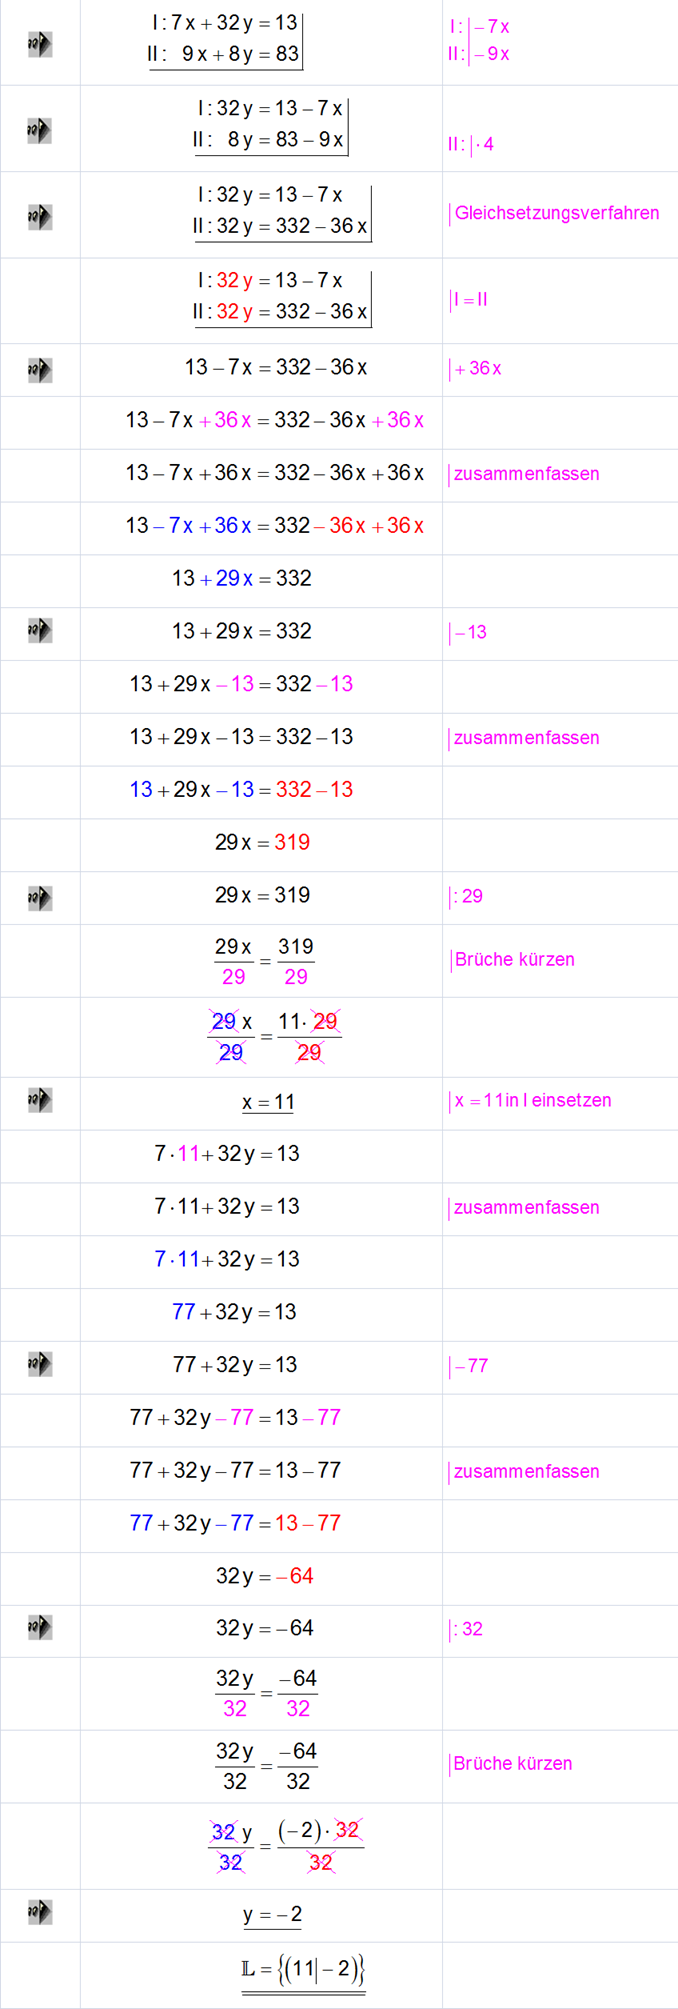 I: 7x + 32y = 13 I: |−7x
II: 9x + 8y = 83 II: |−9x
I: 32y = 13 − 7x
II: 8y = 83 − 9x II: |· 4
I: 32y = 13 − 7x |Gleichsetzungsverfahren
II: 32y = 332 − 36x
I: 32y = 13 − 7x |I = II
II: 32y = 332 − 36x
13 − 7x = 332 − 36x |+ 36x
13 − 7x + 36x = 332 − 36x + 36x
13 − 7x + 36x = 332 − 36x + 36x |zusammenfassen
13 − 7x + 36x = 332 − 36x + 36x
13 + 29x = 332
13 + 29x = 332 |−13
13 + 29x − 13 = 332 − 13
13 + 29x − 13 = 332 − 13 |zusammenfassen
13 + 29x − 13 = 332 − 13
29x = 319
29x = 319 |: 29
29x/29 = 319/29 |Brüche kürzen
29x/29 = 11·29/29
x = 11 |x = 11 in I einsetzen
7·11 + 32y = 13
7·11 + 32y = 13 |zusammenfassen
7·11 + 32y = 13
77 + 32y = 13
77 + 32y = 13 |−77
77 + 32y − 77 = 13 − 77
77 + 32y − 77 = 13 − 77 |zusammenfassen
77 + 32y − 77 = 13 − 77
32y = −64
32y = −64 |: 32
32y/32 = −64/32
32y/32 = −64/32 |Brüche kürzen
32y/32 = (−2)·32/32
y = −2
𝕃 = {(11|−2)}